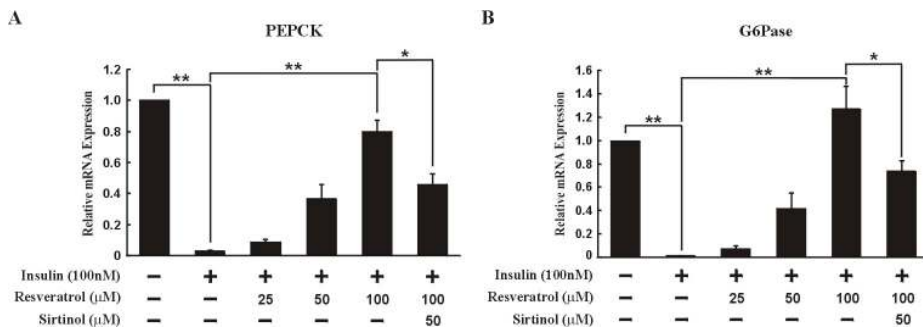 A
PEPCK
** ** *
Relative mRNA Expression
1.2
1.0
0.8
0.6
0.4
0.2
0
Insulin (100nM) − + + + + +
Resveratrol (μM) − − 25 50 100 100
Sirtinol (μM) − − − − − 50
B
G6Pase
** ** *
Relative mRNA Expression
1.6
1.4
1.2
1.0
0.8
0.6
0.4
0.2
0
Insulin (100nM) − + + + + +
Resveratrol (μM) − − 25 50 100 100
Sirtinol (μM) − − − − − 50